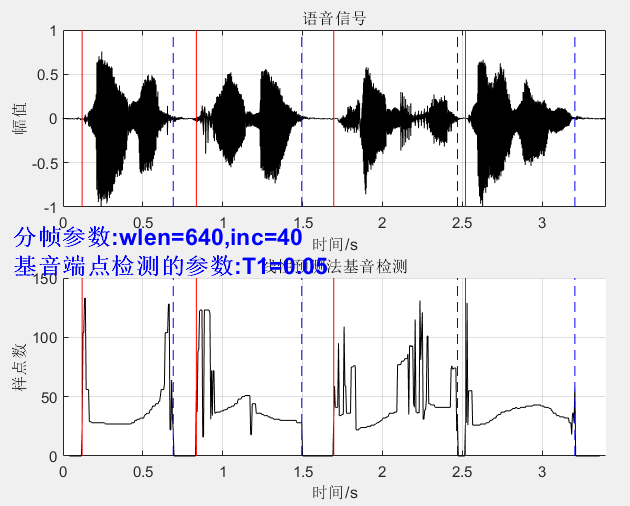 语音信号
1
0.5
0
-0.5
-1
幅值
0 0.5 1 1.5 2 2.5 3
时间/s
分帧参数:wlen=640,inc=40
基音端点检测的参数:T1=0.05
法基音检测
150
100
50
0
样点数
0 0.5 1 1.5 2 2.5 3
时间/s